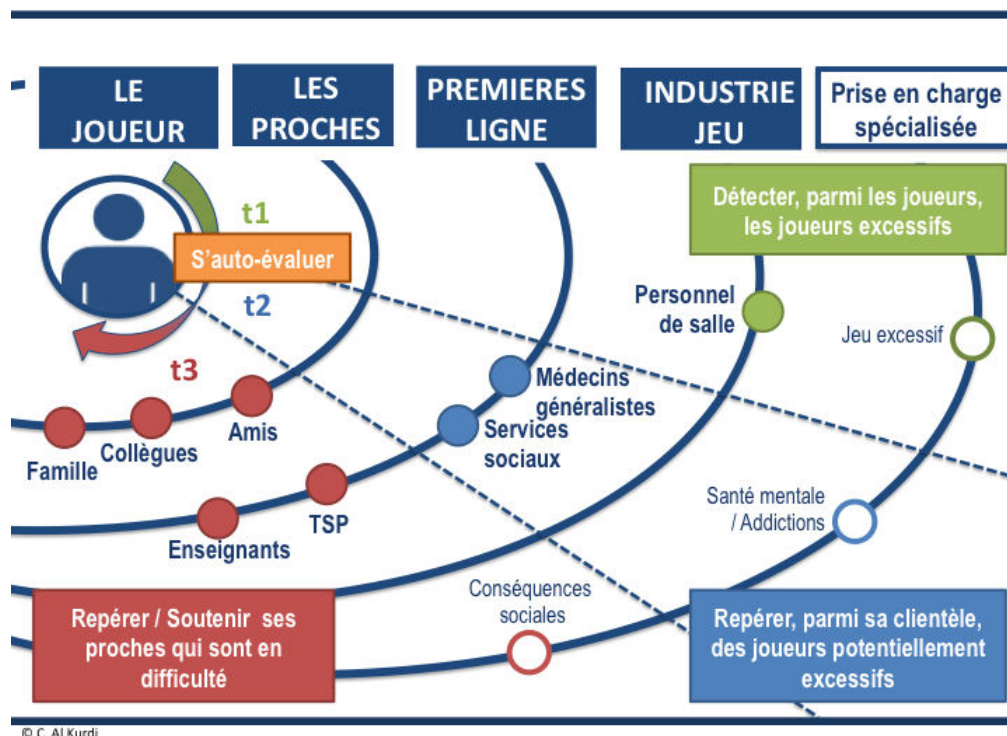 LE
JOUEUR
LES
PROCHES
PREMIERES
LIGNE
INDUSTRIE
JEU
Prise en charge
spécialisée
t1
S'auto-évaluer
t2
t3
Détecter, parmi les joueurs,
les joueurs excessifs
Personnel
de salle
Jeu excessif
Médecins
généralistes
Services
sociaux
Amis
Collègues
Famille
TSP
Enseignants
Santé mentale
/ Addictions
Conséquences
sociales
Repérer / Soutenir ses
proches qui sont en
difficulté
Repérer, parmi sa clientèle,
des joueurs potentiellement
excessifs
© C. Al Kurdi